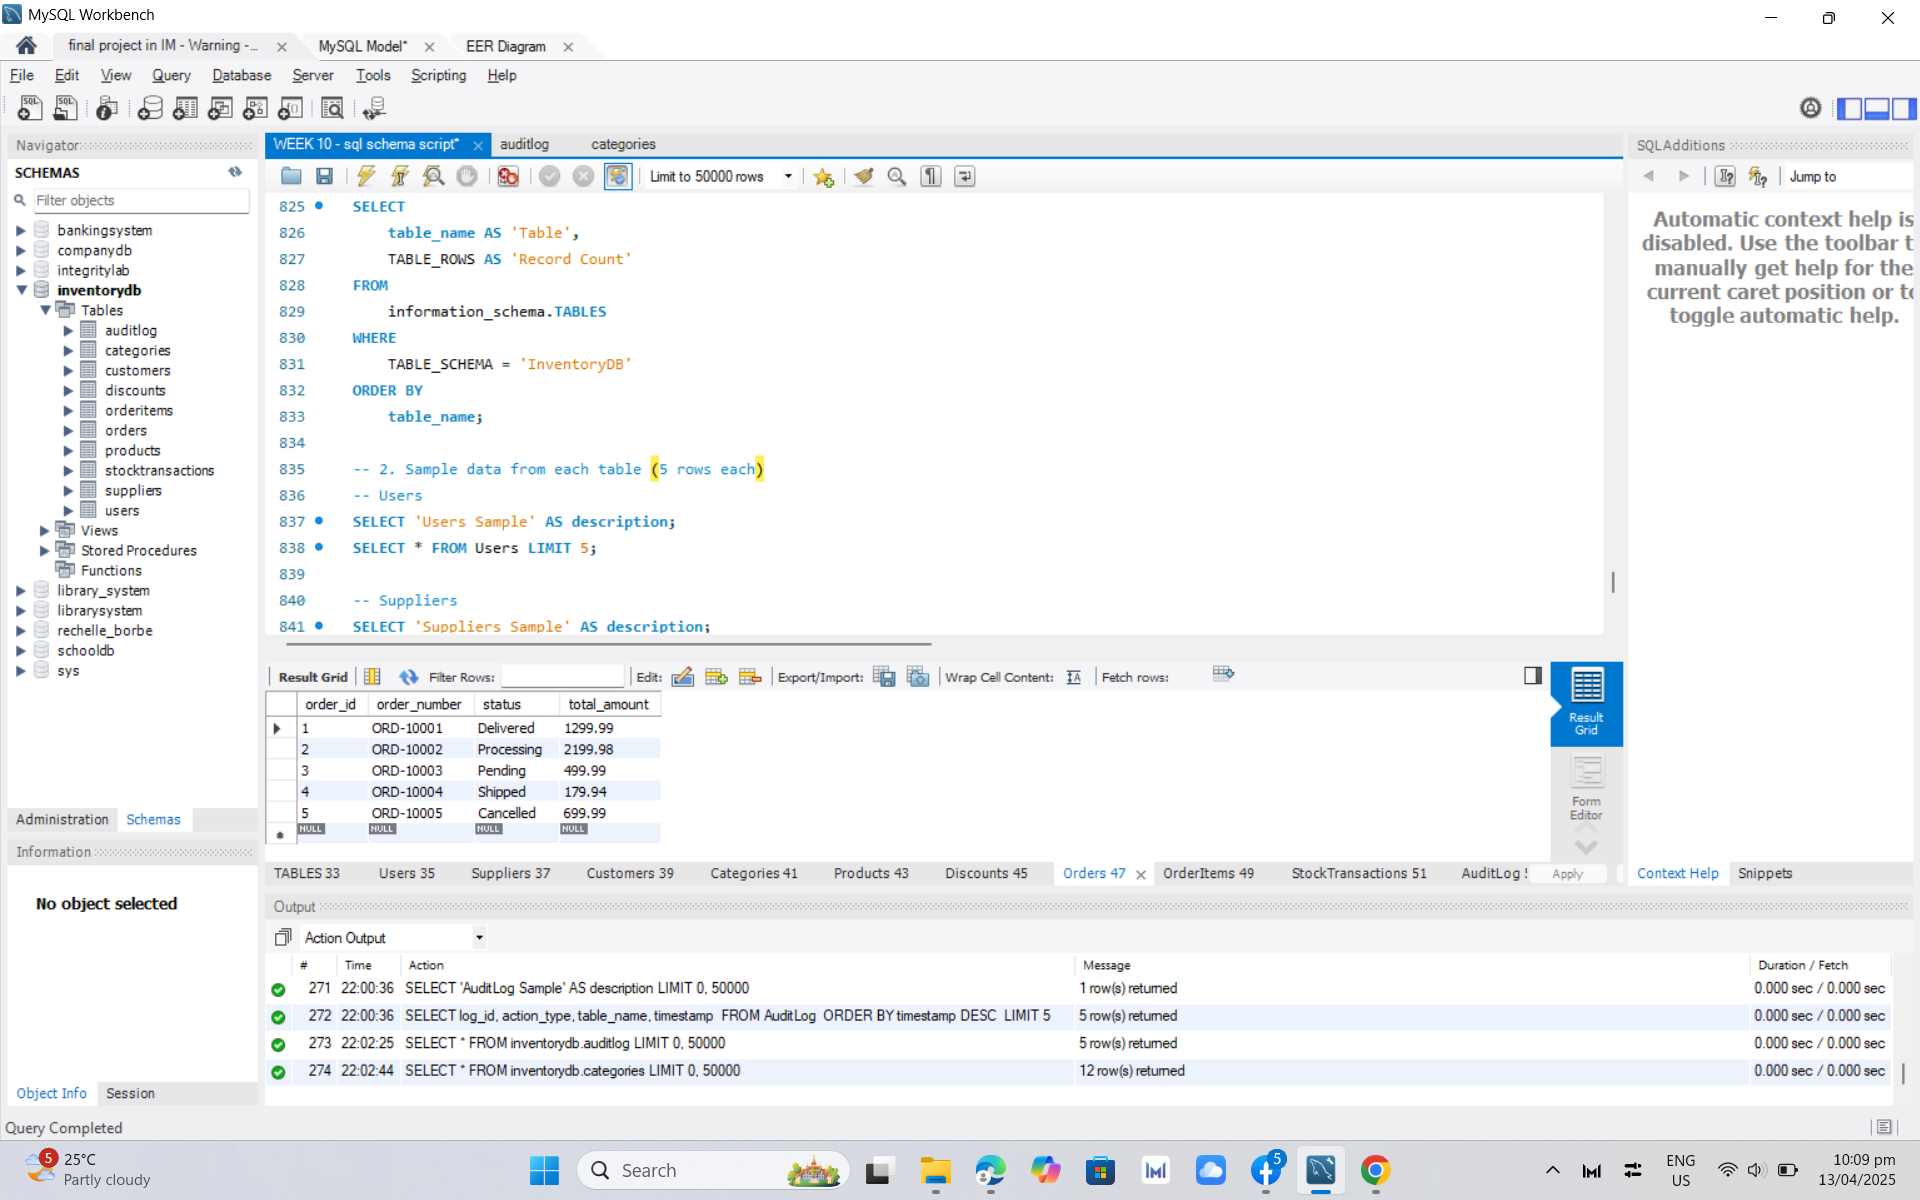 MySQL Workbench
final project in IM - Warning -... MySQL Model* EER Diagram
File Edit View Query Database Server Tools Scripting Help
Navigator
SCHEMAS
Filter objects
bankingsystem
companydb
integritylab
inventorydb
Tables
auditlog
categories
customers
discounts
orderitems
orders
products
stocktransactions
suppliers
users
Views
Stored Procedures
Functions
library_system
librarysystem
rechelle_borbe
schooldb
sys
Administration Schemas
Information
No object selected
Object Info Session
Query Completed
WEEK 10 - sql schema script* auditlog categories
Limit to 50000 rows
825 SELECT
826 table_name AS 'Table',
827 TABLE_ROWS AS 'Record Count'
828 FROM
829 information_schema.TABLES
830 WHERE
831 TABLE_SCHEMA = 'InventoryDB'
832 ORDER BY
833 table_name;
834
835 -- 2. Sample data from each table (5 rows each)
836 -- Users
837 SELECT 'Users Sample' AS description;
838 SELECT * FROM Users LIMIT 5;
839
840 -- Suppliers
841 SELECT 'Suppliers Sample' AS description;
Result Grid Filter Rows: Edit: Export/Import: Wrap Cell Content: Fetch rows:
order_id order_number status total_amount
1 ORD-10001 Delivered 1299.99
2 ORD-10002 Processing 2199.98
3 ORD-10003 Pending 499.99
4 ORD-10004 Shipped 179.94
5 ORD-10005 Cancelled 699.99
NULL NULL NULL NULL
Result Grid
Form Editor
TABLES 33 Users 35 Suppliers 37 Customers 39 Categories 41 Products 43 Discounts 45 Orders 47 OrderItems 49 StockTransactions 51 AuditLog Apply
Output
Action Output
# Time Action Message Duration / Fetch
271 22:00:36 SELECT 'AuditLog Sample' AS description LIMIT 0, 50000 1 row(s) returned 0.000 sec / 0.000 sec
272 22:00:36 SELECT log_id, action_type, table_name, timestamp FROM AuditLog ORDER BY timestamp DESC LIMIT 5 5 row(s) returned 0.000 sec / 0.000 sec
273 22:02:25 SELECT * FROM inventorydb.auditlog LIMIT 0, 50000 5 row(s) returned 0.000 sec / 0.000 sec
274 22:02:44 SELECT * FROM inventorydb.categories LIMIT 0, 50000 12 row(s) returned 0.000 sec / 0.000 sec
SQLAdditions
Jump to
Automatic context help is
disabled. Use the toolbar t
manually get help for the
current caret position or to
toggle automatic help.
Context Help Snippets
5 25°C
Partly cloudy
Search
5
ENG
US
10:09 pm
13/04/2025